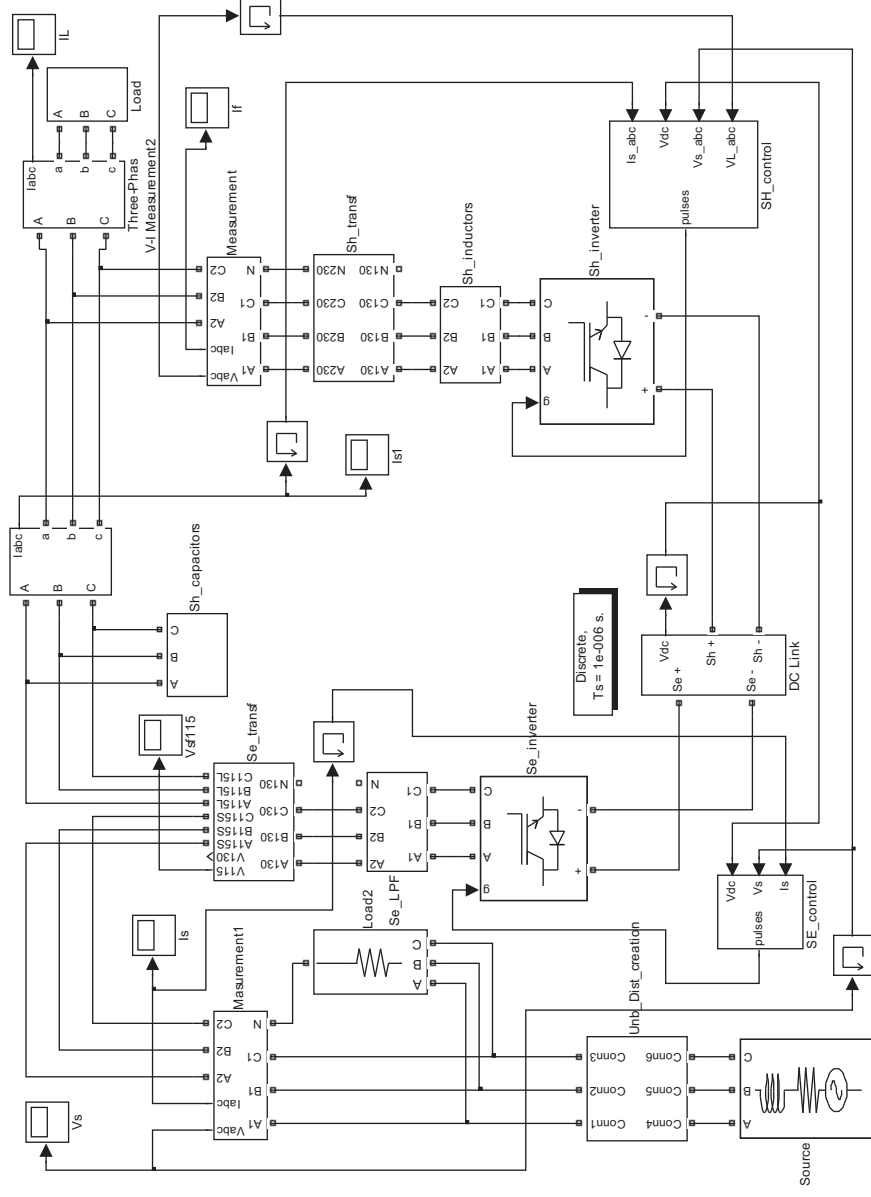 IL
Load
A
B
C
Iabc
a
b
c
A
B
C
Three-Phas
V-I Measurement2
If
Measurement
C2
B2
A2
Iabc
Vabc
N
C1
B1
A1
Sh_transf
N230
C230
B230
A230
N130
C130
B130
A130
Sh_inductors
C2
B2
A2
C1
B1
A1
Sh_inverter
C
B
A
g
-
+
Is_abc
Vdc
Vs_abc
VL_abc
pulses
SH_control
Is1
Iabc
a
b
c
A
B
C
Sh_capacitors
C
B
A
Discrete,
Ts = 1e-006 s.
Vdc
Se +
Sh +
Se -
Sh -
DC Link
Vsf115
Se_transf
C115L
B115L
A115L
C115S
B115S
A115S
V130
V115
N130
C130
B130
A130
N
C2
B2
A2
C1
B1
A1
Se_LPF
Se_inverter
C
B
A
g
-
+
Vdc
Vs
Is
pulses
SE_control
Is
Load2
C
B
A
Masurement1
C2
B2
A2
Iabc
Vabc
N
C1
B1
A1
Vs
Unb_Dist_creation
Conn3
Conn2
Conn1
Conn6
Conn5
Conn4
C
B
A
Source